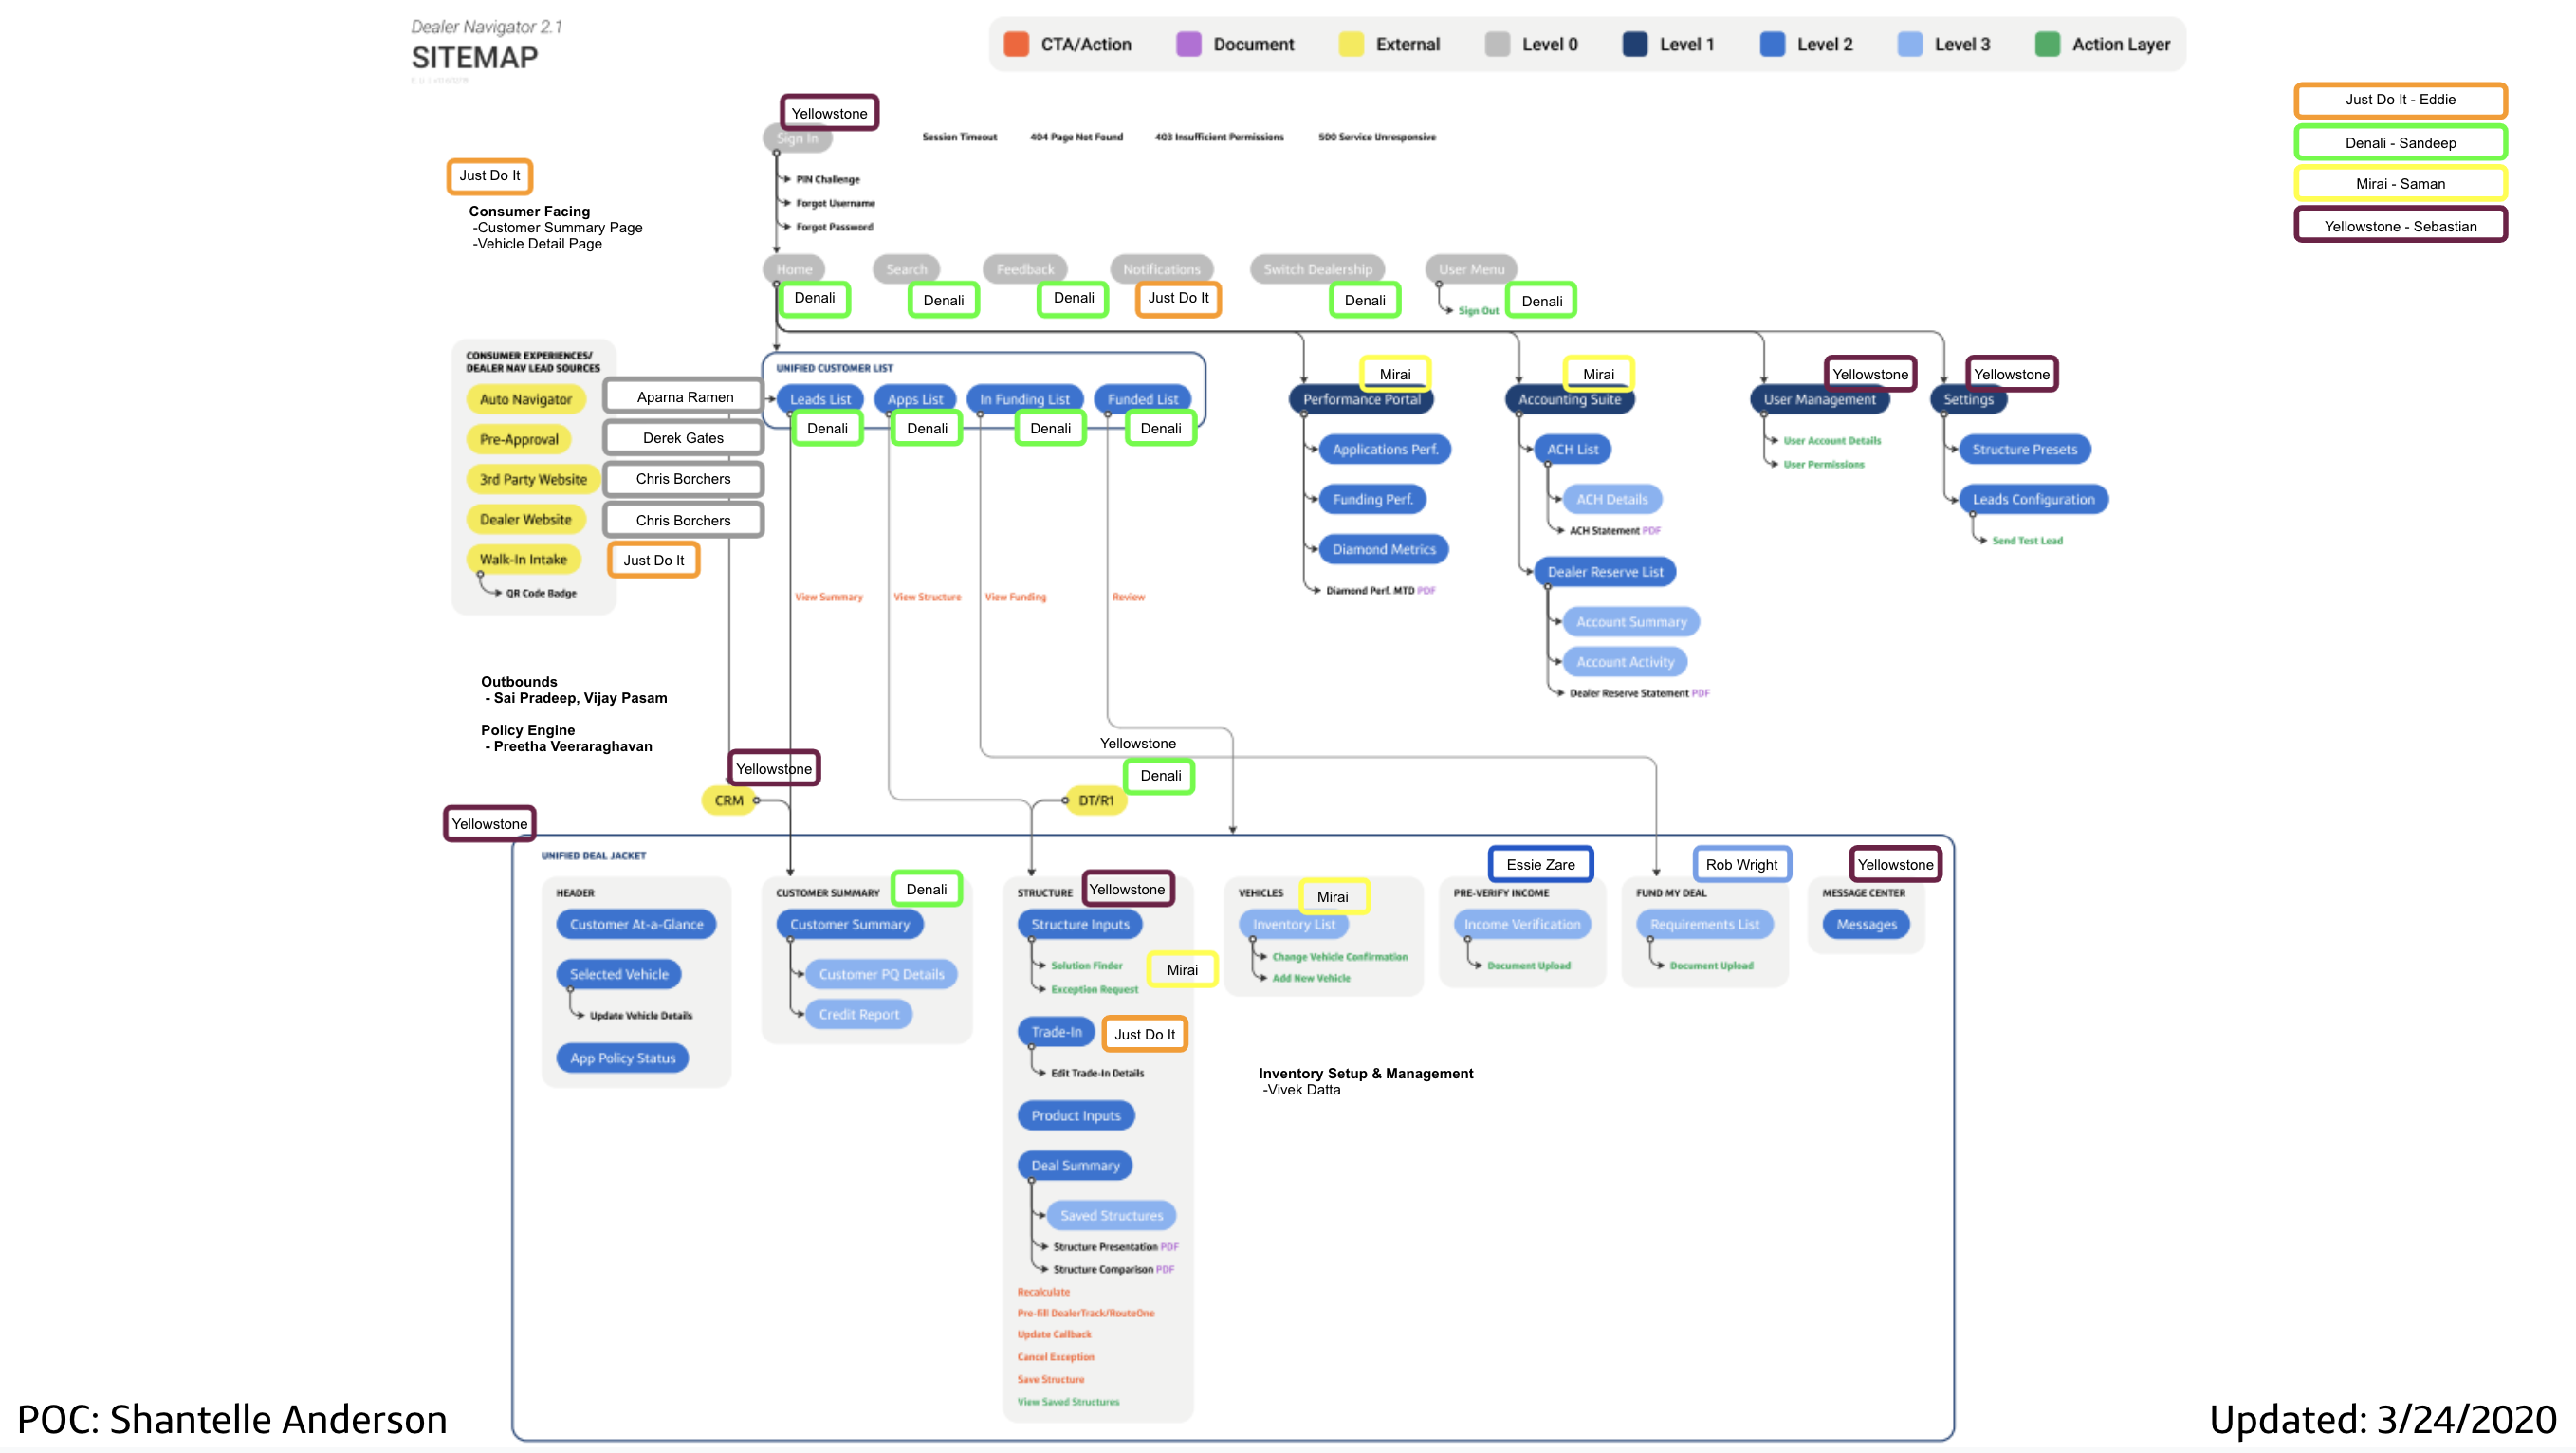 Dealer Navigator 2.1
SITEMAP
CTA/Action
Document
External
Level 0
Level 1
Level 2
Level 3
Action Layer
Just Do It - Eddie
Denali - Sandeep
Mirai - Saman
Yellowstone - Sebastian
Yellowstone
Sign In
Session Timeout
404 Page Not Found
403 Insufficient Permissions
500 Service Unresponsive
PIN Challenge
Forgot Username
Forgot Password
Just Do It
Consumer Facing
-Customer Summary Page
-Vehicle Detail Page
Home
Search
Feedback
Notifications
Switch Dealership
User Menu
Denali
Denali
Denali
Just Do It
Denali
Sign Out
Denali
CONSUMER EXPERIENCES/
DEALER NAV LEAD SOURCES
Auto Navigator
Aparna Ramen
Pre-Approval
Derek Gates
3rd Party Website
Chris Borchers
Dealer Website
Chris Borchers
Walk-In Intake
Just Do It
QR Code Badge
UNIFIED CUSTOMER LIST
Leads List
Apps List
In Funding List
Funded List
Denali
Denali
Denali
Denali
View Summary
View Structure
View Funding
Review
Mirai
Performance Portal
Applications Perf.
Funding Perf.
Diamond Metrics
Diamond Perf. MTD PDF
Mirai
Accounting Suite
ACH List
ACH Details
ACH Statement PDF
Dealer Reserve List
Account Summary
Account Activity
Dealer Reserve Statement PDF
Yellowstone
User Management
User Account Details
User Permissions
Yellowstone
Settings
Structure Presets
Leads Configuration
Send Test Lead
Outbounds
- Sai Pradeep, Vijay Pasam
Policy Engine
- Preetha Veeraraghavan
Yellowstone
CRM
Yellowstone
Denali
DT/R1
Yellowstone
UNIFIED DEAL JACKET
HEADER
Customer At-a-Glance
Selected Vehicle
Update Vehicle Details
App Policy Status
CUSTOMER SUMMARY
Denali
Customer Summary
Customer PQ Details
Credit Report
STRUCTURE
Yellowstone
Structure Inputs
Solution Finder
Exception Request
Mirai
Trade-In
Just Do It
Edit Trade-In Details
Product Inputs
Deal Summary
Saved Structures
Structure Presentation PDF
Structure Comparison PDF
Recalculate
Pre-fill DealerTrack/RouteOne
Update Callback
Cancel Exception
Save Structure
View Saved Structures
VEHICLES
Mirai
Inventory List
Change Vehicle Confirmation
Add New Vehicle
Essie Zare
PRE-VERIFY INCOME
Income Verification
Document Upload
Rob Wright
FUND MY DEAL
Requirements List
Document Upload
Yellowstone
MESSAGE CENTER
Messages
Inventory Setup & Management
-Vivek Datta
POC: Shantelle Anderson
Updated: 3/24/2020